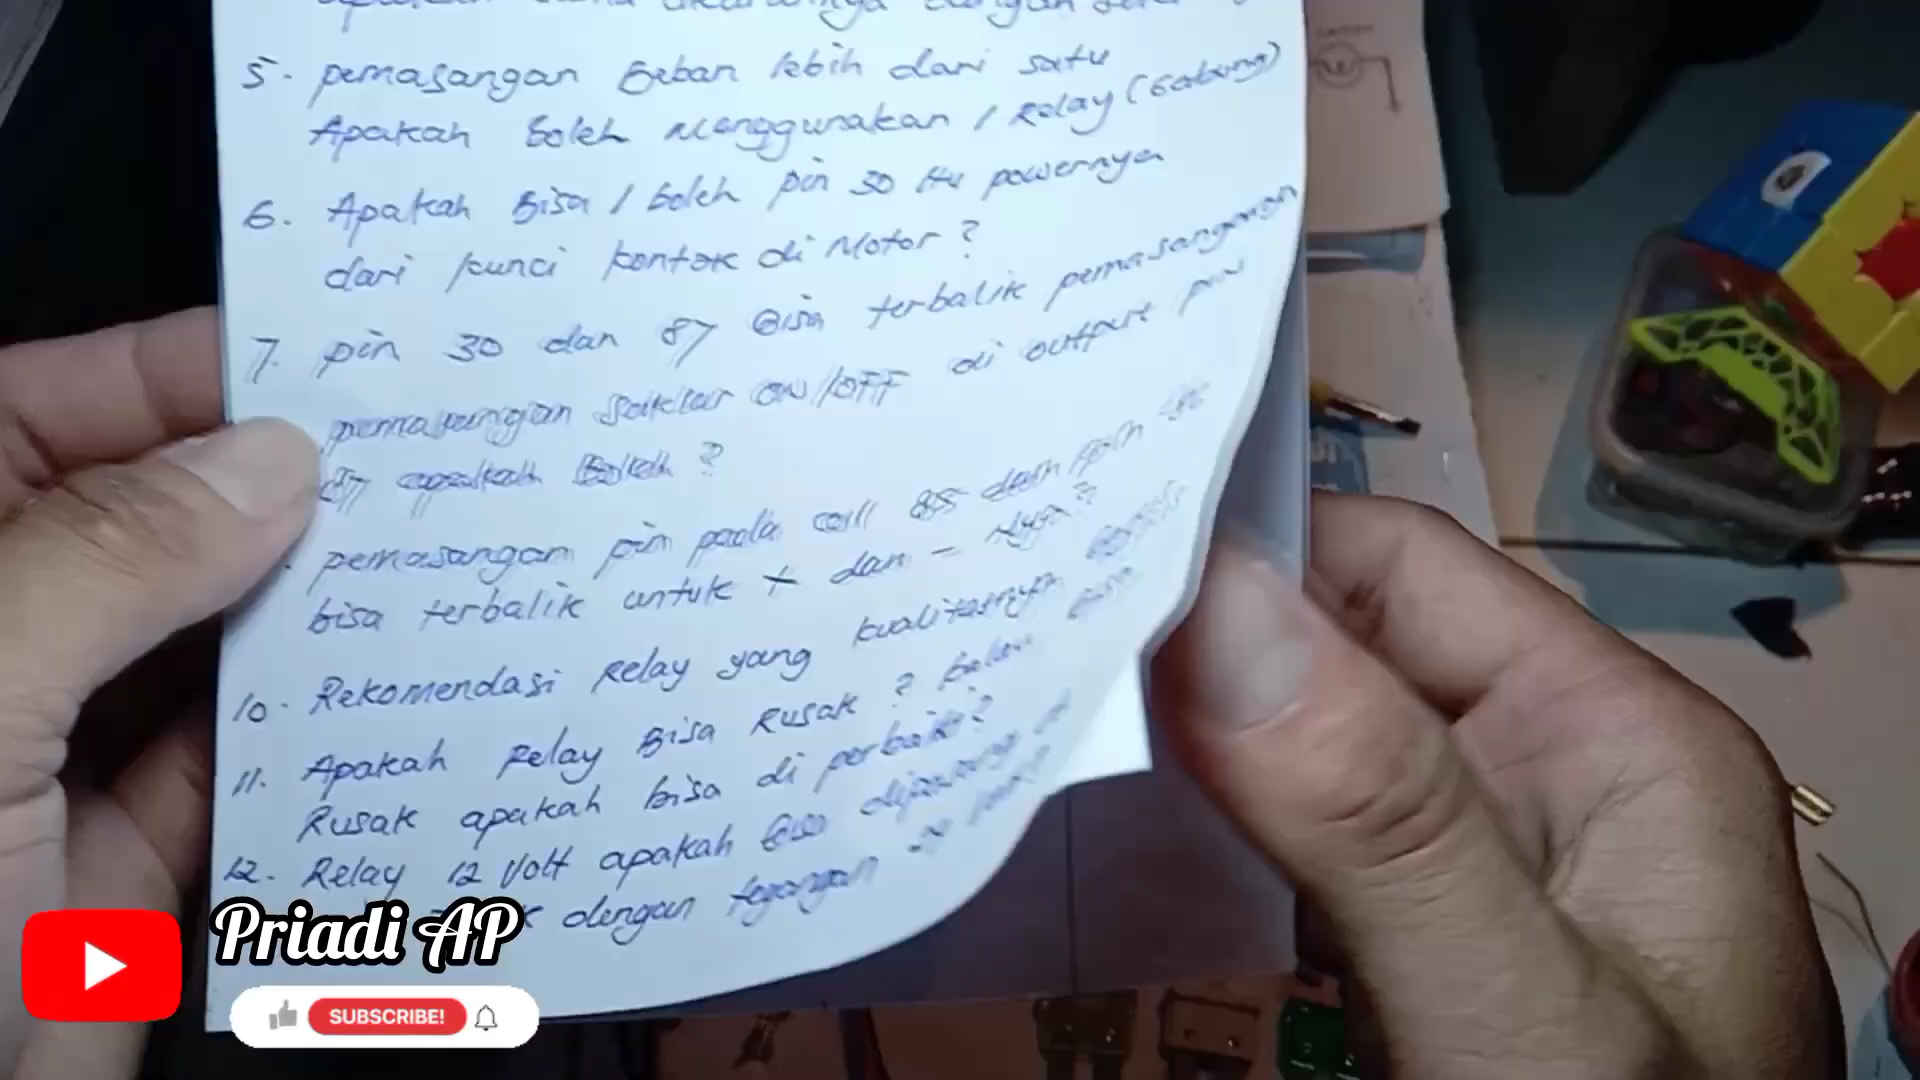 5. pemasangan beban lebih dari satu
Apakah boleh menggunakan 1 Relay (Gabung)
6. Apakah Bisa / boleh pin 30 itu powernya
dari kunci kontak di Motor ?
7. pin 30 dan 87 Bisa terbalik pemasangannya
pemasangan Saklar ON/OFF di output pin
87 apakah Boleh ?
pemasangan pin pada coil 85 dan pin 86
bisa terbalik untuk + dan - Nya ?
10. Rekomendasi Relay yang kualitasnya
11. Apakah Relay Bisa Rusak ? kalau
Rusak apakah bisa di perbaiki ?
12. Relay 12 Volt apakah bisa
dengan tegangan
Priadi AP
SUBSCRIBE!